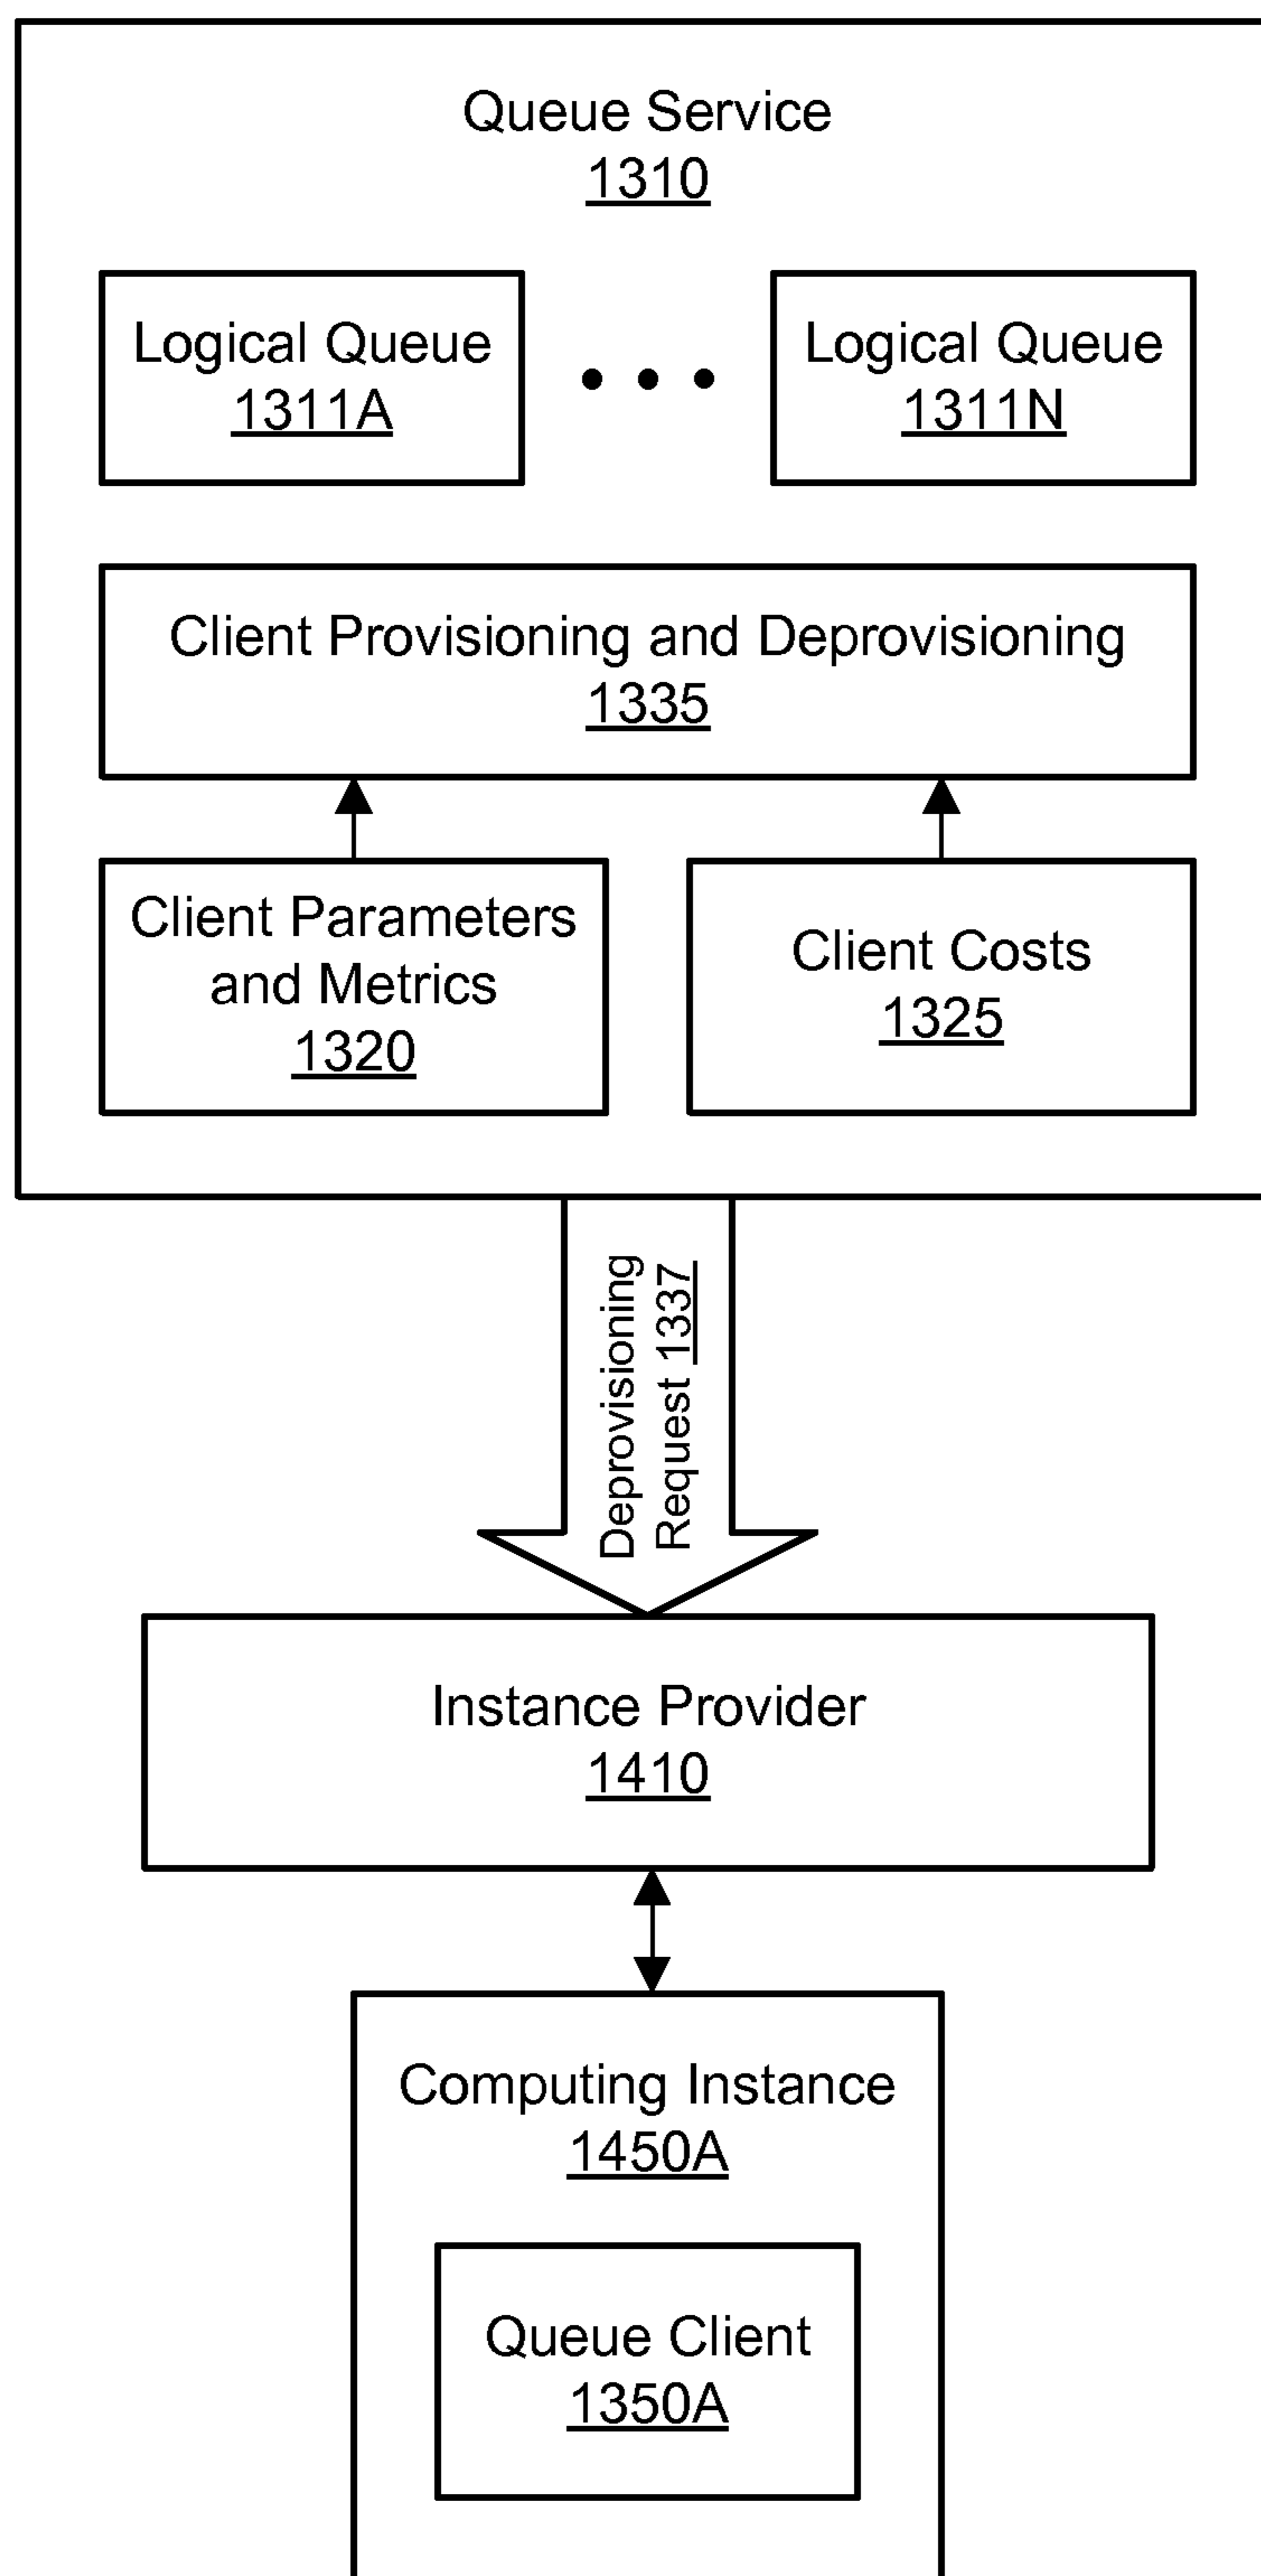 Queue Service
1310
Logical Queue
1311A
• • •
Logical Queue
1311N
Client Provisioning and Deprovisioning
1335
Client Parameters
and Metrics
1320
Client Costs
1325
Deprovisioning
Request 1337
Instance Provider
1410
Computing Instance
1450A
Queue Client
1350A